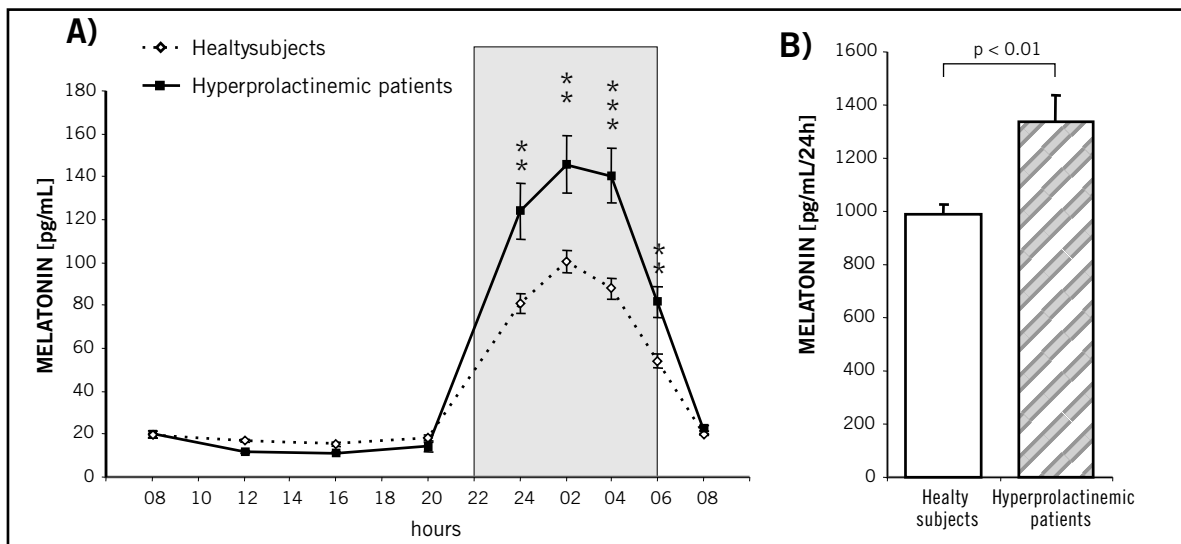 A)
Healtysubjects
Hyperprolactinemic patients
MELATONIN [pg/mL]
180
160
140
120
100
80
60
40
20
0
* *
* *
* * *
* *
08 10 12 14 16 18 20 22 24 02 04 06 08
hours
B)
MELATONIN [pg/mL/24h]
1600
1400
1200
1000
800
600
400
200
0
p < 0.01
Healty
subjects
Hyperprolactinemic
patients